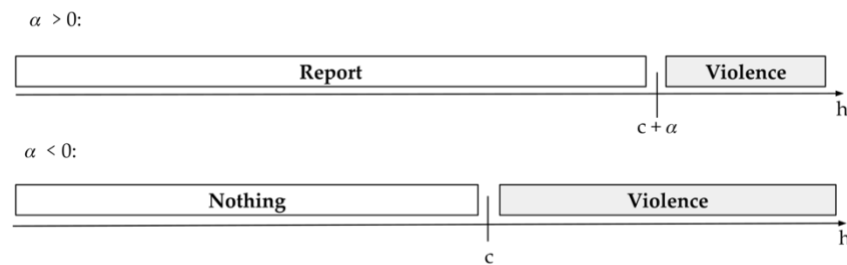 α > 0:
Report Violence
h
c + α
α < 0:
Nothing Violence
h
c